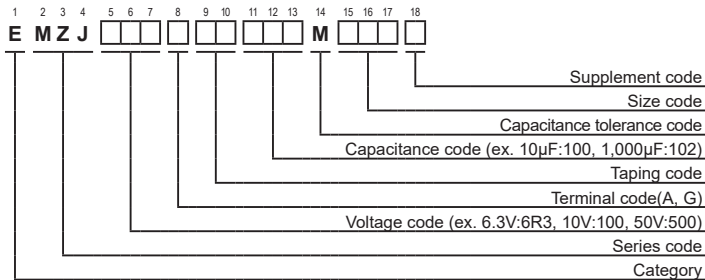 1 2 3 4 5 6 7 8 9 10 11 12 13 14 15 16 17 18
E M Z J □□□ □ □□ □□□ M □□□ □
Supplement code
Size code
Capacitance tolerance code
Capacitance code (ex. 10µF:100, 1,000µF:102)
Taping code
Terminal code(A, G)
Voltage code (ex. 6.3V:6R3, 10V:100, 50V:500)
Series code
Category